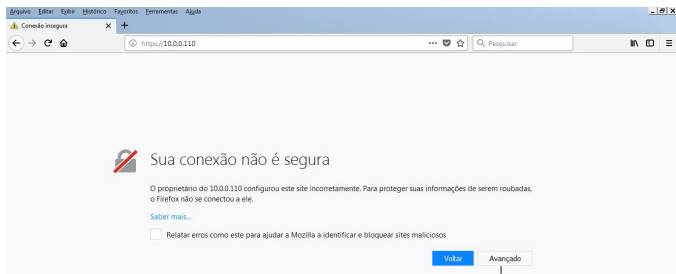 Arquivo Editar Exibir Histórico Favoritos Ferramentas Ajuda
Conexão insegura
https://10.0.0.110
Pesquisar
Sua conexão não é segura
O proprietário do 10.0.0.110 configurou este site incorretamente. Para proteger suas informações de serem roubadas,
o Firefox não se conectou a ele.
Saber mais...
Relatar erros como este para ajudar a Mozilla a identificar e bloquear sites maliciosos
Voltar Avançado